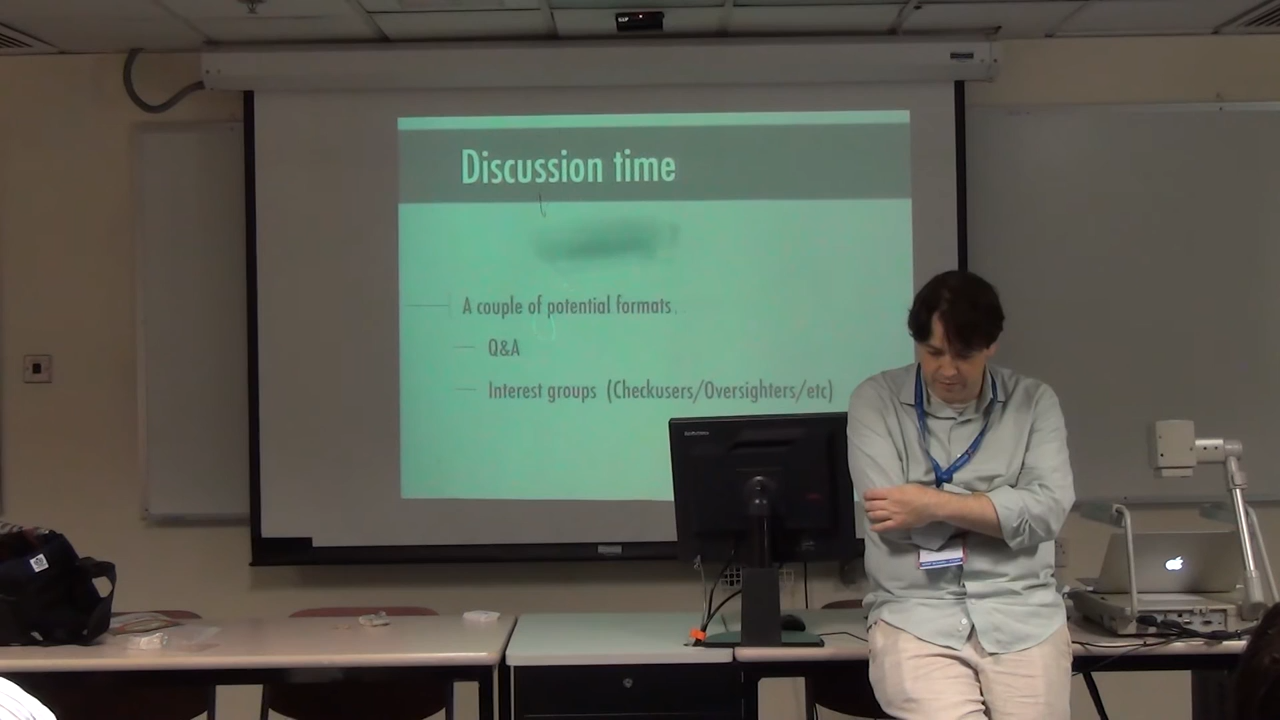 Discussion time
A couple of potential formats..
Q&A
Interest groups (Checkusers/Oversighters/etc)